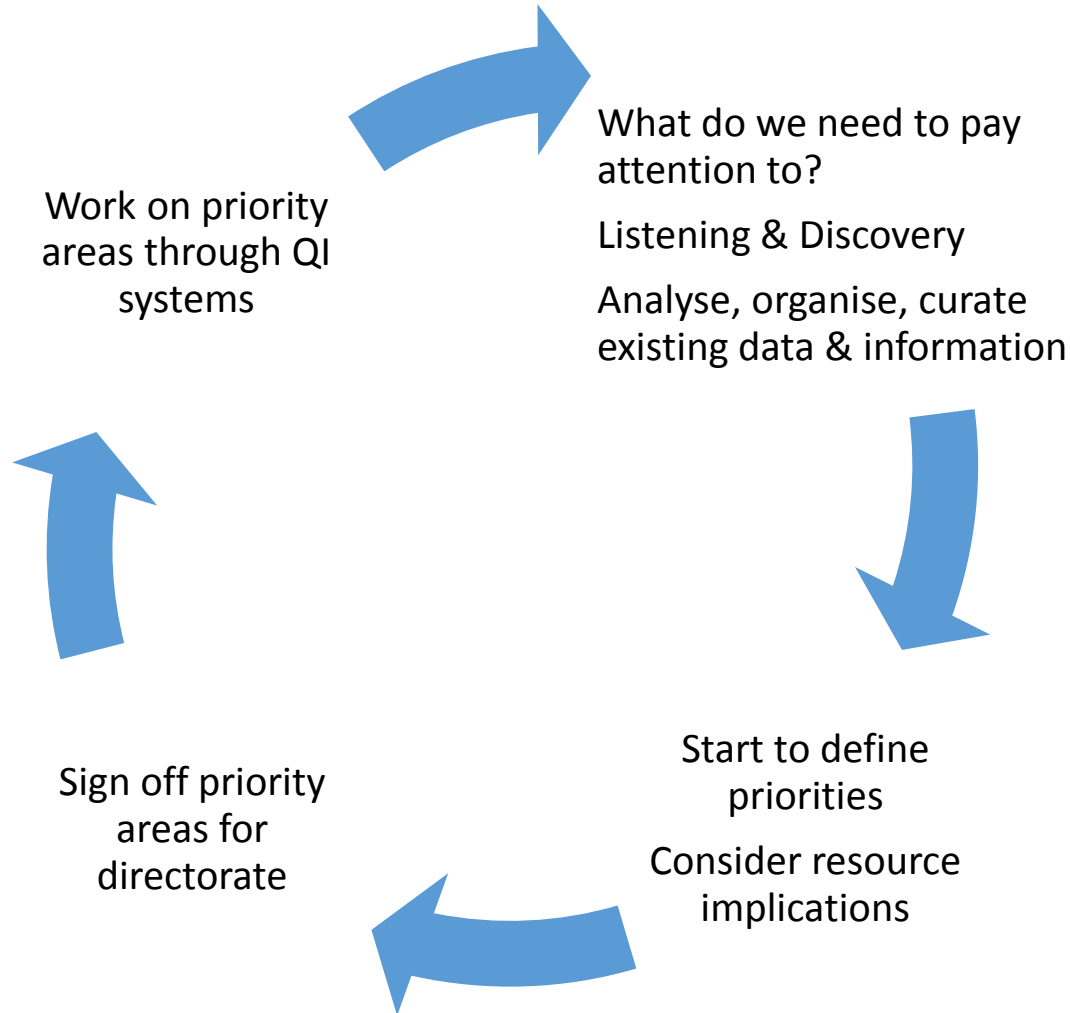 What do we need to pay
attention to?
Listening & Discovery
Analyse, organise, curate
existing data & information
Start to define
priorities
Consider resource
implications
Sign off priority
areas for
directorate
Work on priority
areas through QI
systems